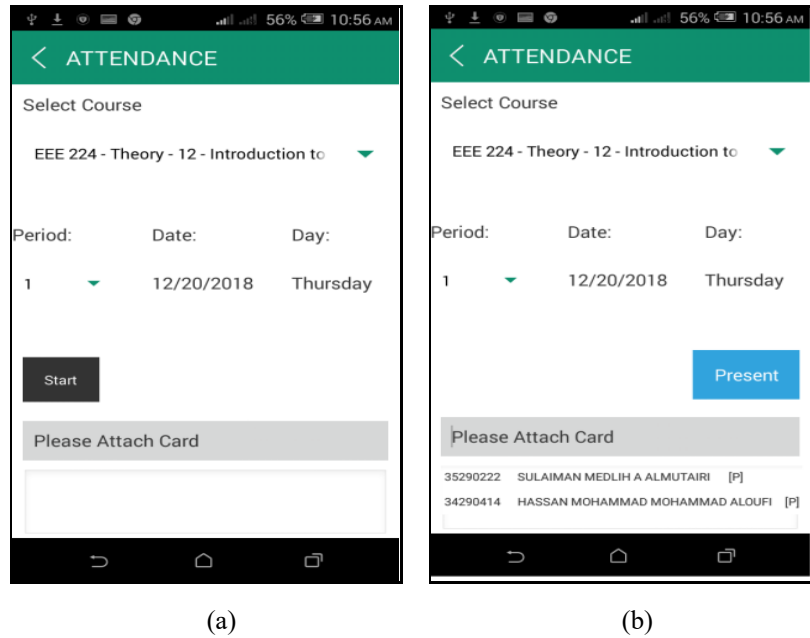 56% 10:56 AM
ATTENDANCE
Select Course
EEE 224 - Theory - 12 - Introduction to
Period: Date: Day:
1 12/20/2018 Thursday
Start
Please Attach Card
(a)
56% 10:56 AM
ATTENDANCE
Select Course
EEE 224 - Theory - 12 - Introduction to
Period: Date: Day:
1 12/20/2018 Thursday
Present
Please Attach Card
35290222 SULAIMAN MEDLIH A ALMUTAIRI [P]
34290414 HASSAN MOHAMMAD MOHAMMAD ALOUFI [P]
(b)